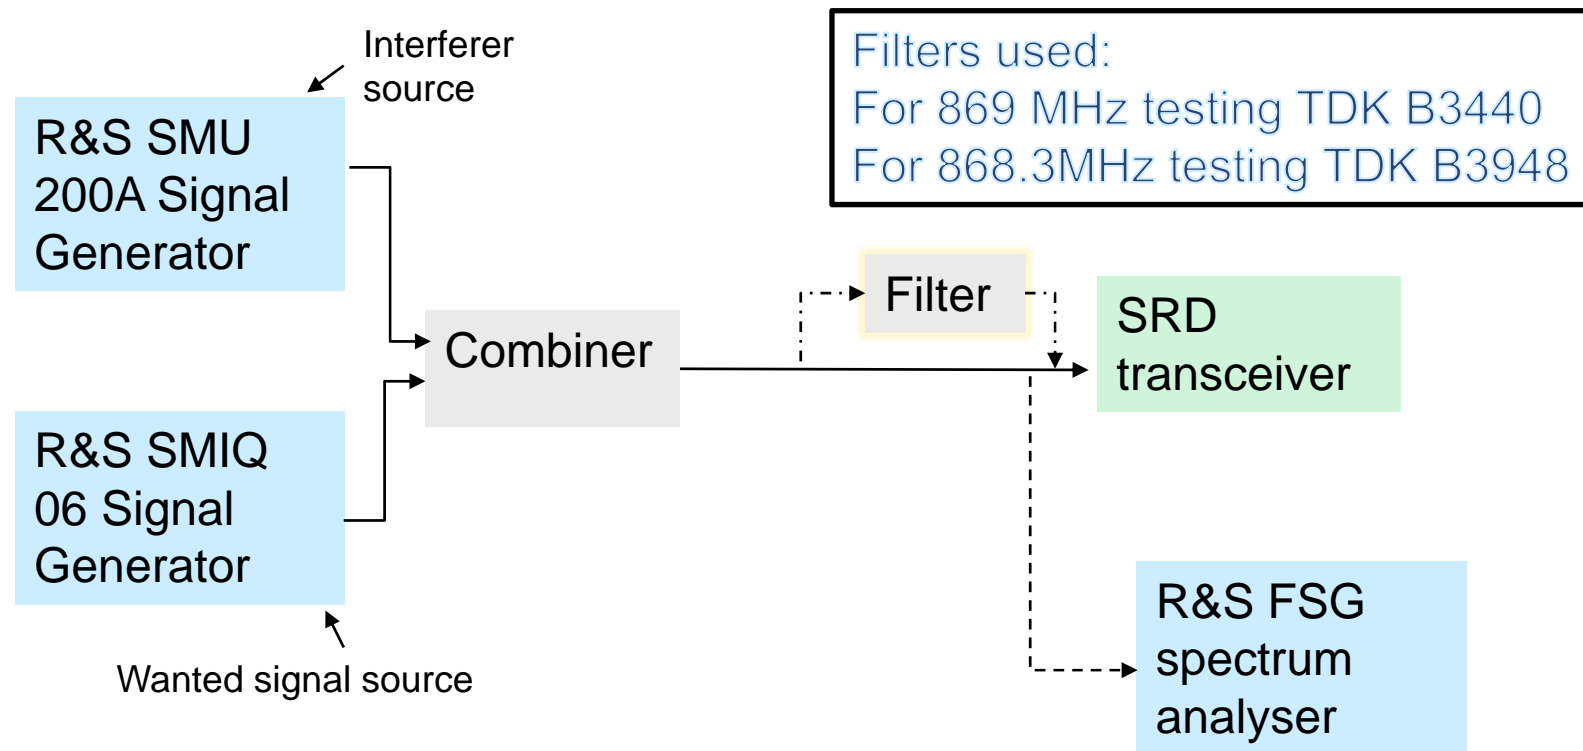 Interferer
source
R&S SMU
200A Signal
Generator
Filters used:
For 869 MHz testing TDK B3440
For 868.3MHz testing TDK B3948
Combiner
Filter
SRD
transceiver
R&S SMIQ
06 Signal
Generator
Wanted signal source
R&S FSG
spectrum
analyser